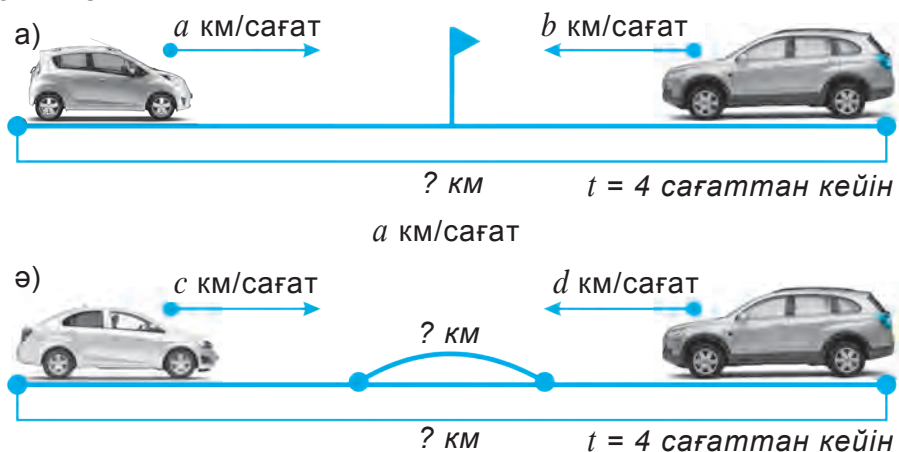 а) a км/сағат b км/сағат
? км t = 4 сағаттан кейін
a км/сағат
ә) c км/сағат d км/сағат
? км
? км t = 4 сағаттан кейін